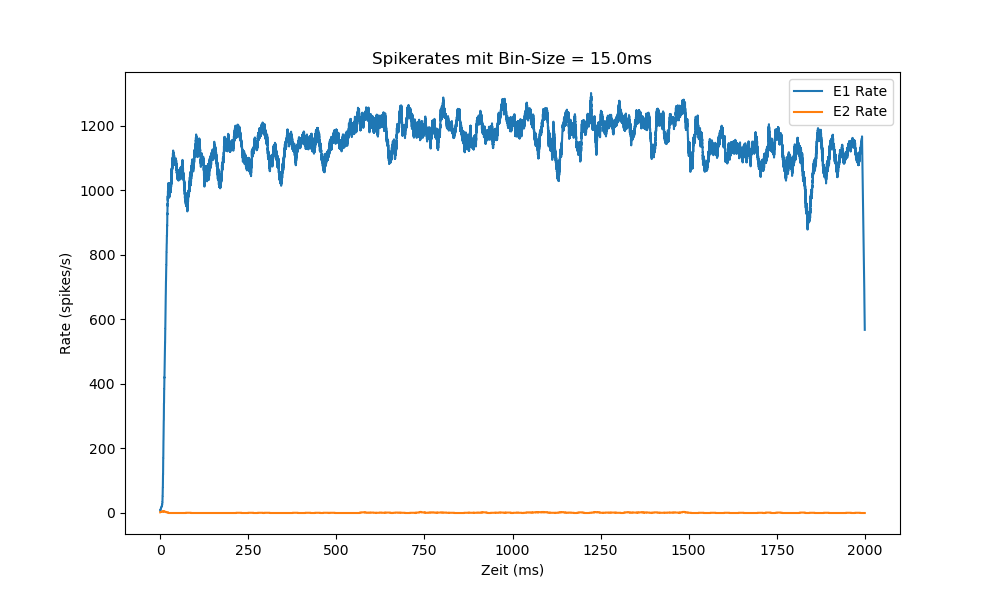 Spikerates mit Bin-Size = 15.0ms
E1 Rate
E2 Rate
1200
1000
800
600
400
200
0
Rate (spikes/s)
0 250 500 750 1000 1250 1500 1750 2000
Zeit (ms)